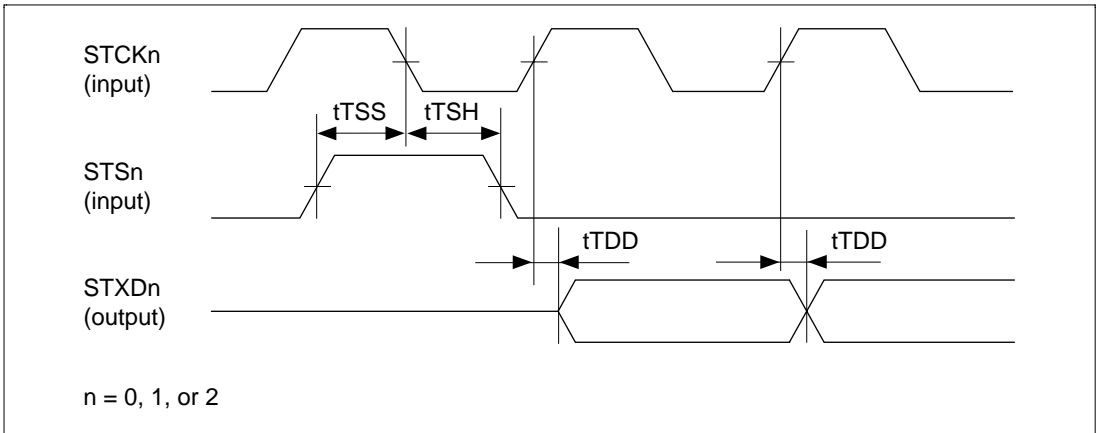 STCKn
(input)
tTSS
tTSH
STSn
(input)
tTDD
tTDD
STXDn
(output)
n = 0, 1, or 2